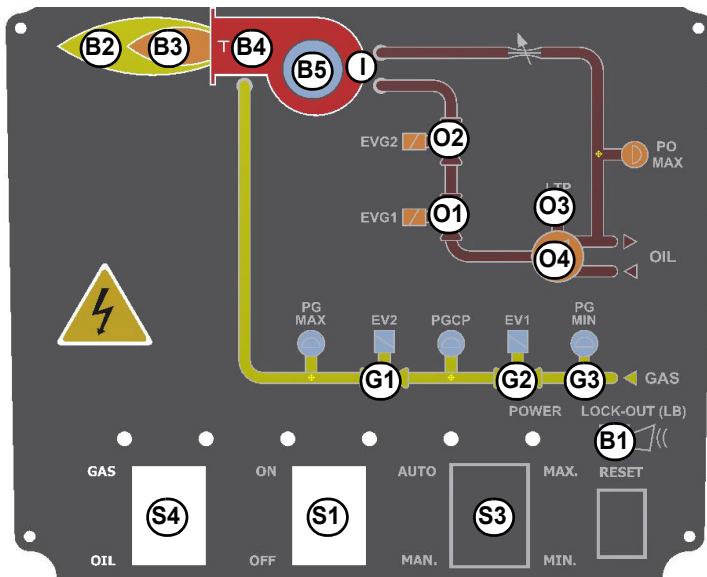 B2
B3
T
B4
B5
I
EVG2
O2
PO
MAX
LTP
O3
EVG1
O1
O4
OIL
PG
MAX
EV2
PGCP
EV1
PG
MIN
G1
G2
G3
GAS
POWER
LOCK-OUT (LB)
B1
GAS
ON
AUTO
MAX.
RESET
S4
S1
S3
OIL
OFF
MAN.
MIN.